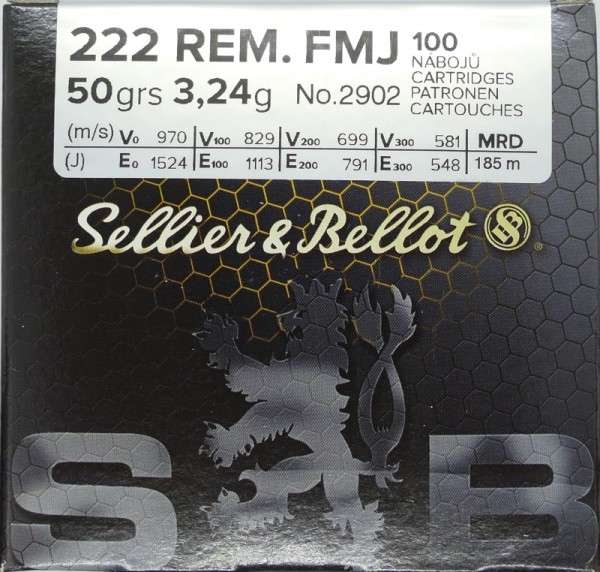 222 REM. FMJ 100
NÁBOJŮ
CARTRIDGES
50grs 3,24g No.2902 PATRONEN
CARTOUCHES
(m/s) V0 970 V100 829 V200 699 V300 581 MRD
(J) E0 1524 E100 1113 E200 791 E300 548 185 m
Sellier & Bellot SB ®
S B